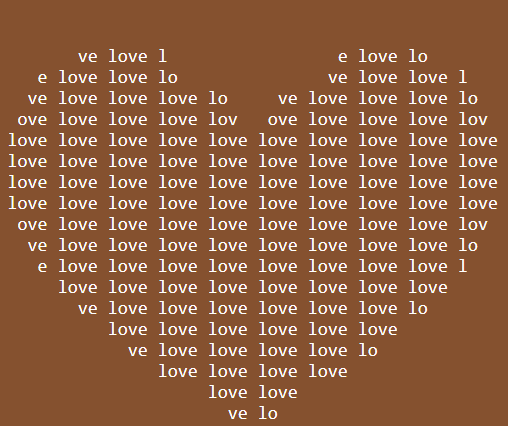 ve love l                 e love lo
   e love love lo               ve love love l
  ve love love love lo     ve love love love lo
 ove love love love lov   ove love love love lov
love love love love love love love love love love
love love love love love love love love love love
love love love love love love love love love love
love love love love love love love love love love
 ove love love love love love love love love lov
  ve love love love love love love love love lo
   e love love love love love love love love l
     love love love love love love love love
       ve love love love love love love lo
          love love love love love love
            ve love love love love lo
               love love love love
                    love love
                      ve lo